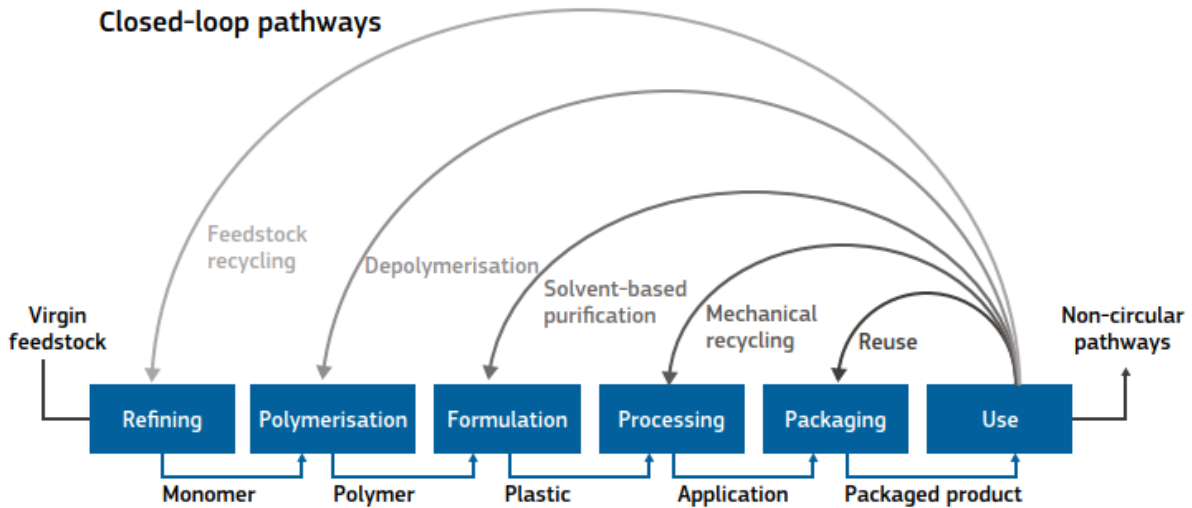 Closed-loop pathways
Feedstock
recycling
Depolymerisation
Solvent-based
purification
Mechanical
recycling
Reuse
Virgin
feedstock
Non-circular
pathways
Refining
Polymerisation
Formulation
Processing
Packaging
Use
Monomer
Polymer
Plastic
Application
Packaged product